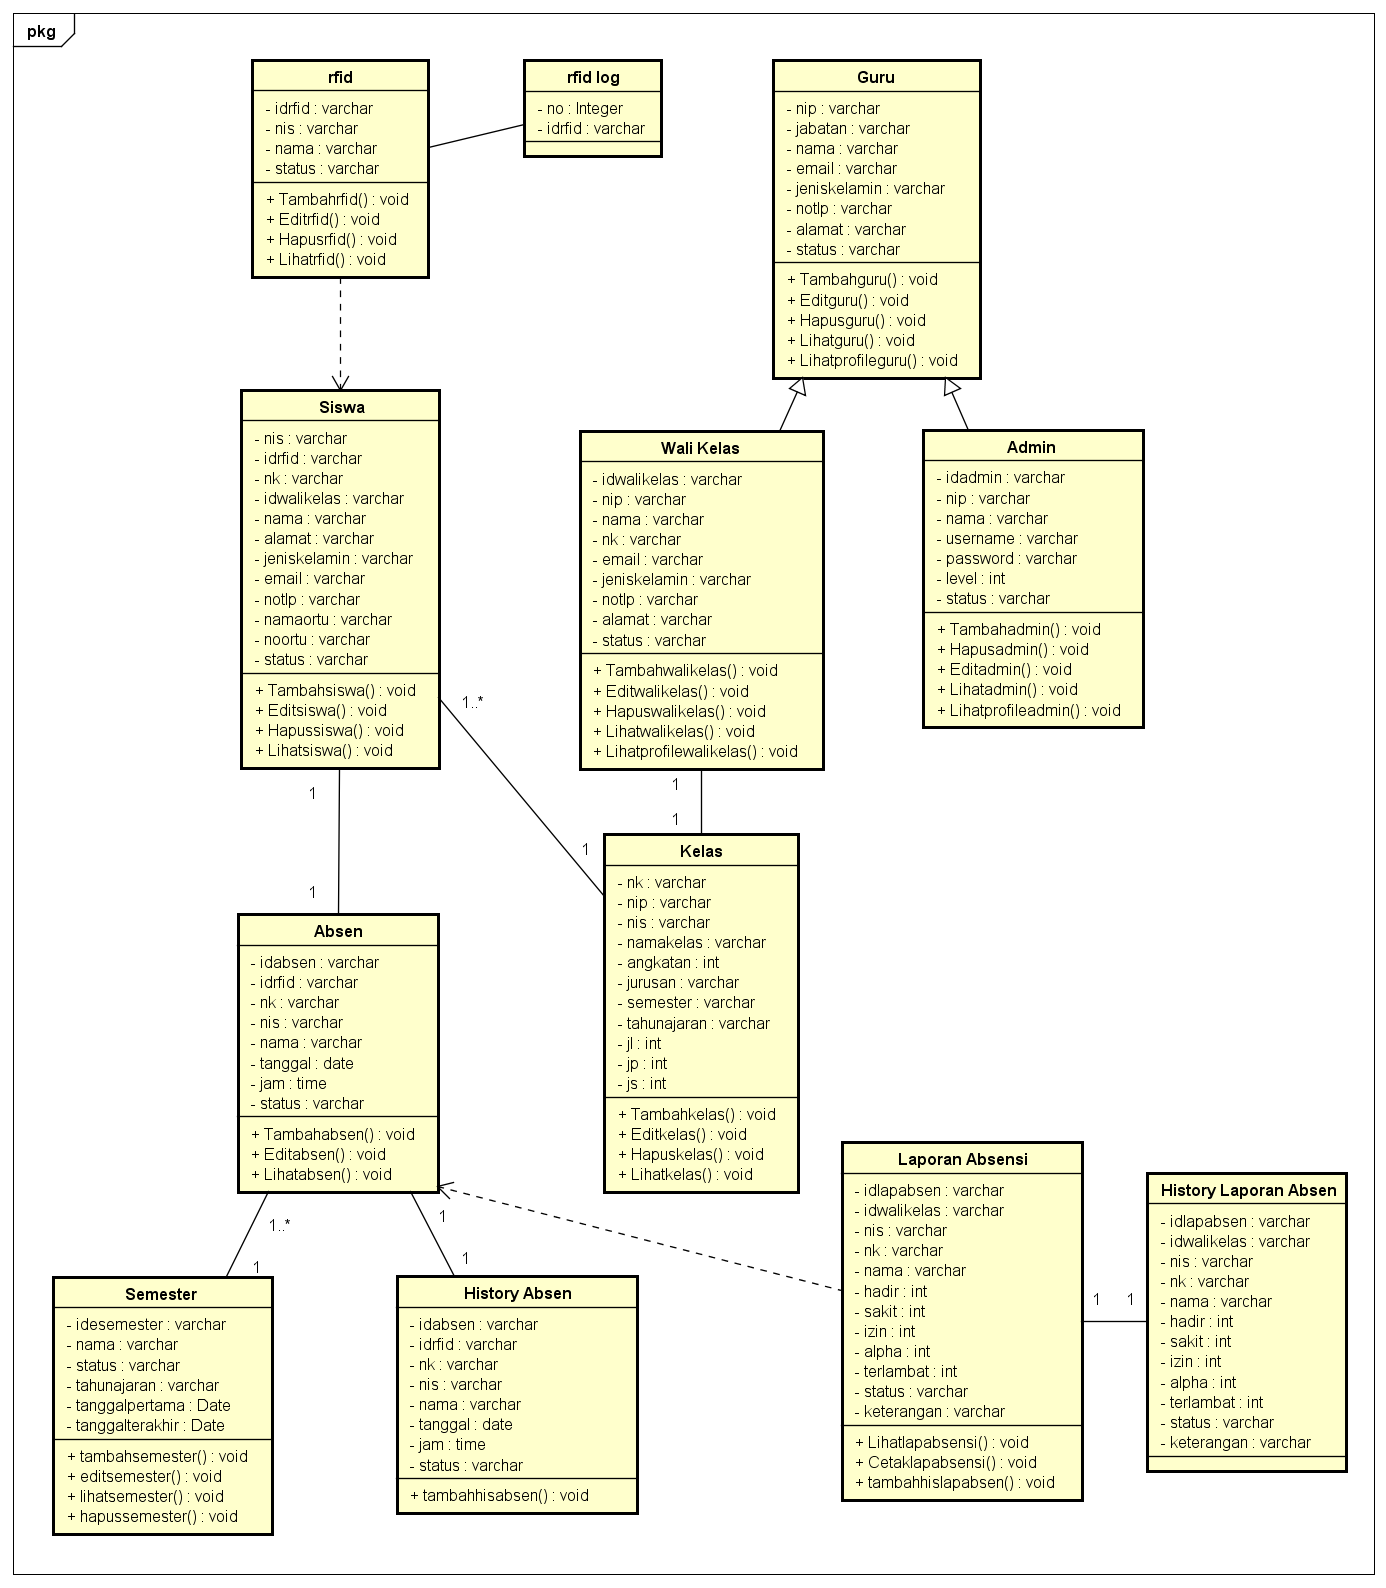 pkg
rfid
- idrfid : varchar
- nis : varchar
- nama : varchar
- status : varchar
+ Tambahrfid() : void
+ Editrfid() : void
+ Hapusrfid() : void
+ Lihatrfid() : void
rfid log
- no : Integer
- idrfid : varchar
Guru
- nip : varchar
- jabatan : varchar
- nama : varchar
- email : varchar
- jeniskelamin : varchar
- notlp : varchar
- alamat : varchar
- status : varchar
+ Tambahguru() : void
+ Editguru() : void
+ Hapusguru() : void
+ Lihatguru() : void
+ Lihatprofileguru() : void
Siswa
- nis : varchar
- idrfid : varchar
- nk : varchar
- idwalikelas : varchar
- nama : varchar
- alamat : varchar
- jeniskelamin : varchar
- email : varchar
- notlp : varchar
- namaortu : varchar
- noortu : varchar
- status : varchar
+ Tambahsiswa() : void
+ Editsiswa() : void
+ Hapussiswa() : void
+ Lihatsiswa() : void
Wali Kelas
- idwalikelas : varchar
- nip : varchar
- nama : varchar
- nk : varchar
- email : varchar
- jeniskelamin : varchar
- notlp : varchar
- alamat : varchar
- status : varchar
+ Tambahwalikelas() : void
+ Editwalikelas() : void
+ Hapuswalikelas() : void
+ Lihatwalikelas() : void
+ Lihatprofilewalikelas() : void
Admin
- idadmin : varchar
- nip : varchar
- nama : varchar
- username : varchar
- password : varchar
- level : int
- status : varchar
+ Tambahadmin() : void
+ Hapusadmin() : void
+ Editadmin() : void
+ Lihatadmin() : void
+ Lihatprofileadmin() : void
1..*
1
1
1
1
1
Kelas
- nk : varchar
- nip : varchar
- nis : varchar
- namakelas : varchar
- angkatan : int
- jurusan : varchar
- semester : varchar
- tahunajaran : varchar
- jl : int
- jp : int
- js : int
+ Tambahkelas() : void
+ Editkelas() : void
+ Hapuskelas() : void
+ Lihatkelas() : void
Absen
- idabsen : varchar
- idrfid : varchar
- nk : varchar
- nis : varchar
- nama : varchar
- tanggal : date
- jam : time
- status : varchar
+ Tambahabsen() : void
+ Editabsen() : void
+ Lihatabsen() : void
1..*
1
1
1
Semester
- idesemester : varchar
- nama : varchar
- status : varchar
- tahunajaran : varchar
- tanggalpertama : Date
- tanggalterakhir : Date
+ tambahsemester() : void
+ editsemester() : void
+ lihatsemester() : void
+ hapussemester() : void
History Absen
- idabsen : varchar
- idrfid : varchar
- nk : varchar
- nis : varchar
- nama : varchar
- tanggal : date
- jam : time
- status : varchar
+ tambahhisabsen() : void
Laporan Absensi
- idlapabsen : varchar
- idwalikelas : varchar
- nis : varchar
- nk : varchar
- nama : varchar
- hadir : int
- sakit : int
- izin : int
- alpha : int
- terlambat : int
- status : varchar
- keterangan : varchar
+ Lihatlapabsensi() : void
+ Cetaklapabsensi() : void
+ tambahhislapabsen() : void
1
1
History Laporan Absen
- idlapabsen : varchar
- idwalikelas : varchar
- nis : varchar
- nk : varchar
- nama : varchar
- hadir : int
- sakit : int
- izin : int
- alpha : int
- terlambat : int
- status : varchar
- keterangan : varchar